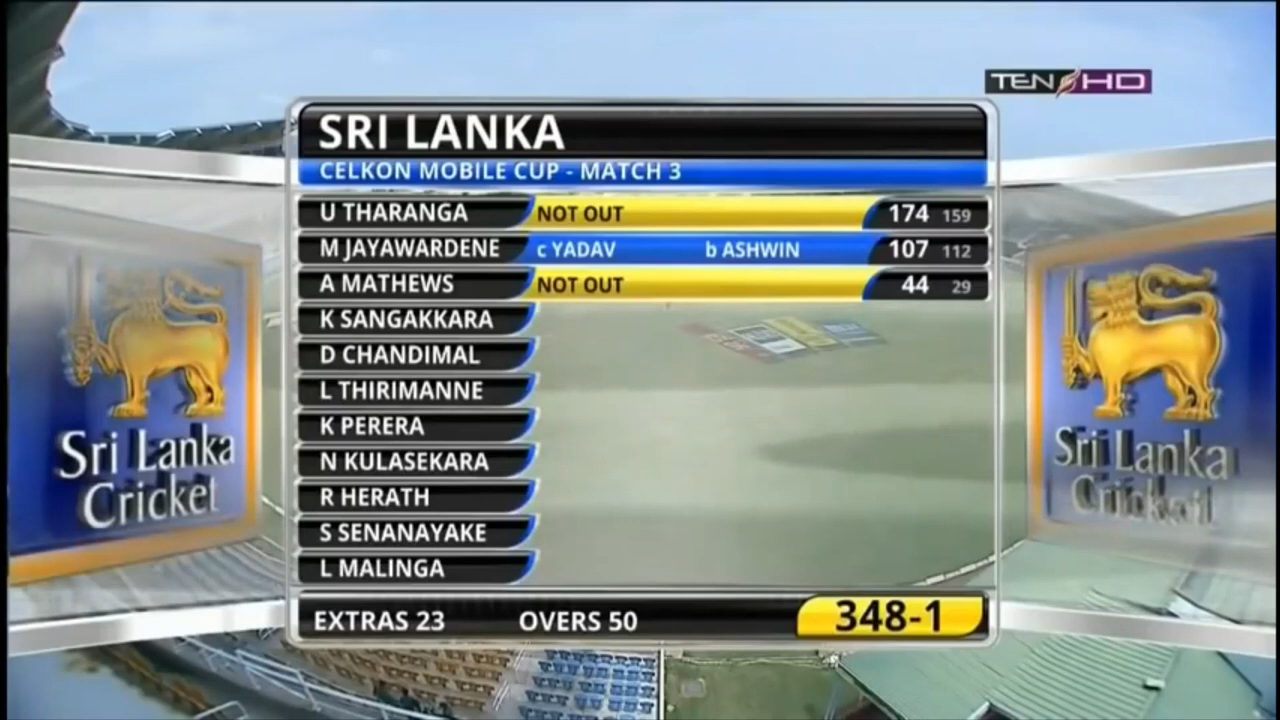 TEN HD
SRI LANKA
CELKON MOBILE CUP - MATCH 3
U THARANGA NOT OUT 174 159
M JAYAWARDENE c YADAV b ASHWIN 107 112
A MATHEWS NOT OUT 44 29
K SANGAKKARA
D CHANDIMAL
L THIRIMANNE
K PERERA
N KULASEKARA
R HERATH
S SENANAYAKE
L MALINGA
EXTRAS 23 OVERS 50 348-1
Sri Lanka
Cricket
Sri Lanka
Cricket